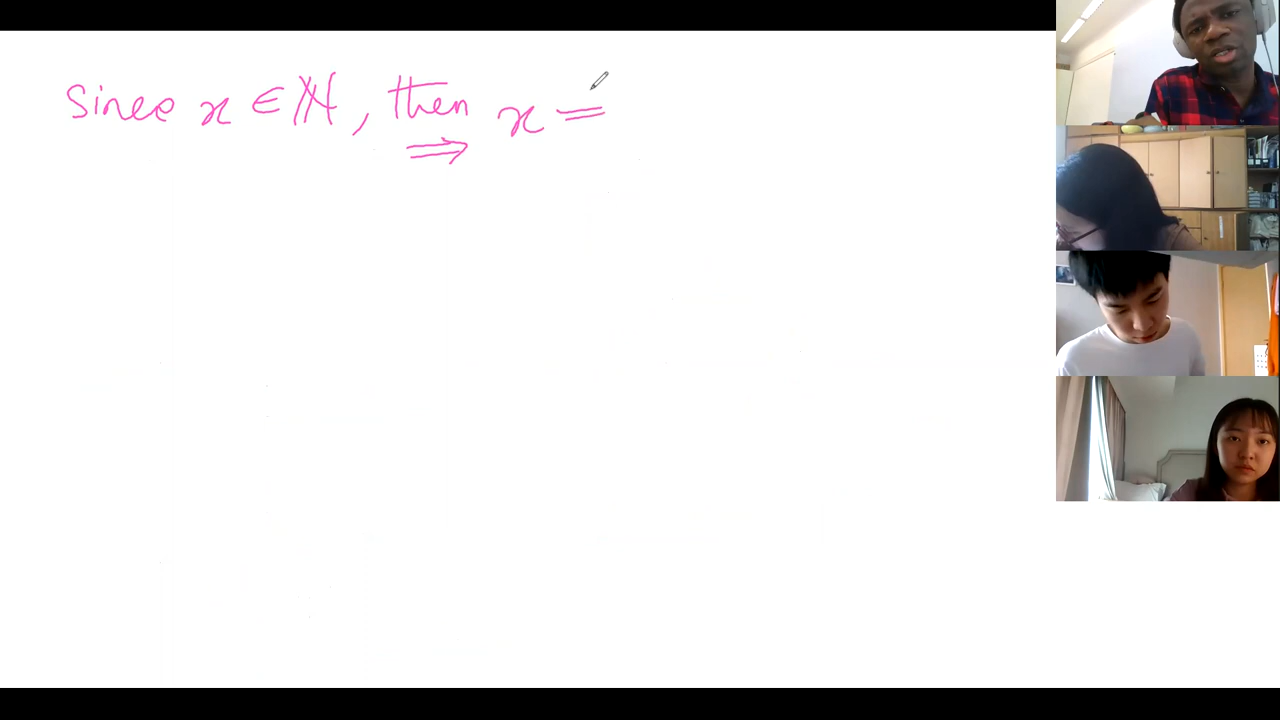 Since x ∈ ℕ, then x =
⟹